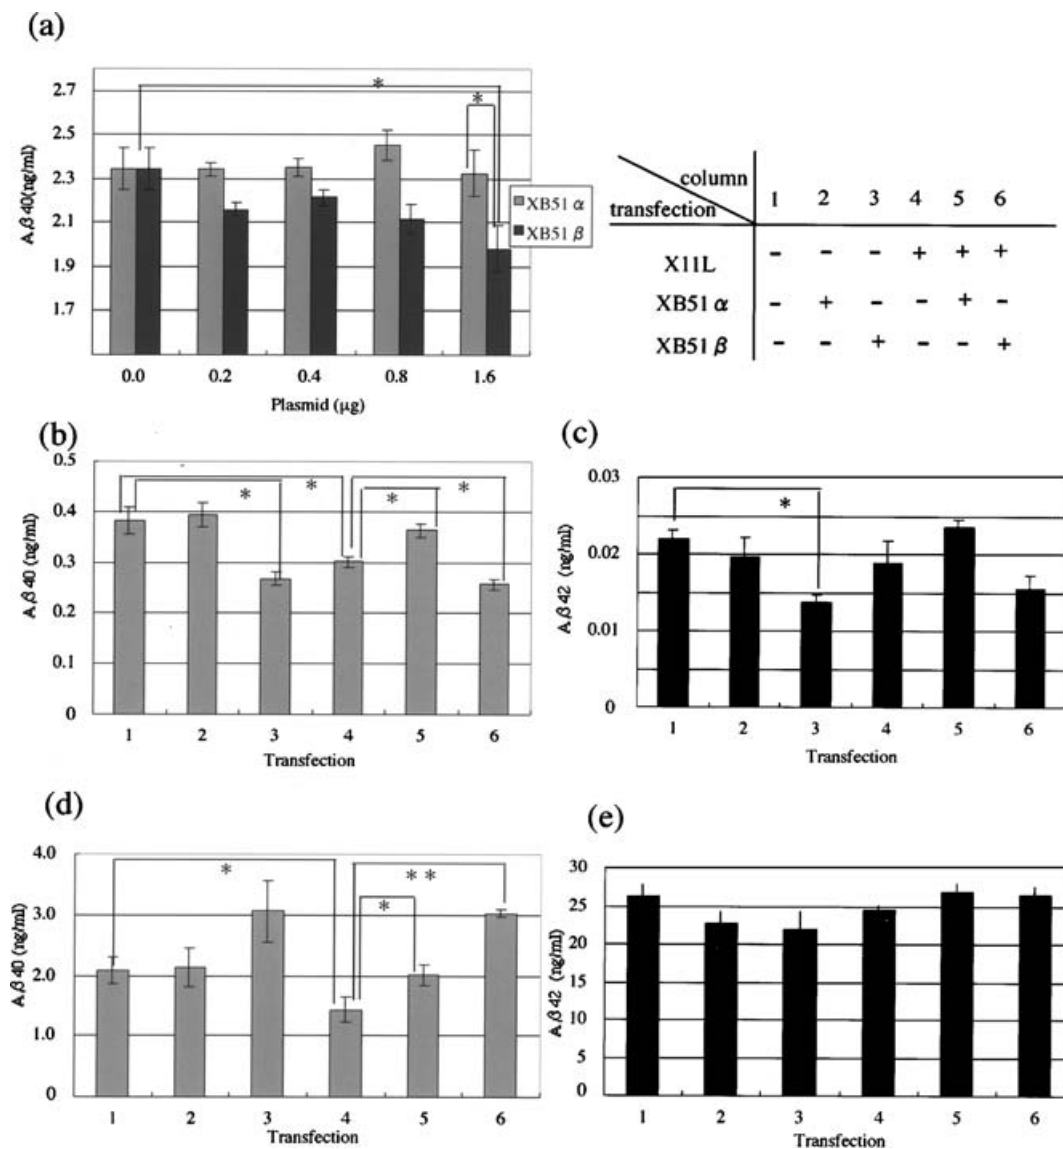 (a)
2.7
2.5
2.3
2.1
1.9
1.7
Aβ40(ng/ml)
*
*
XB51 α
XB51 β
0.0 0.2 0.4 0.8 1.6
Plasmid (μg)
column 1 2 3 4 5 6
transfection
X11L - - - + + +
XB51 α - + - - + -
XB51 β - - + - - +
(b)
0.5
0.4
0.3
0.2
0.1
0
Aβ40 (ng/ml)
* * * *
1 2 3 4 5 6
Transfection
(c)
0.03
0.02
0.01
0
Aβ42 (ng/ml)
*
1 2 3 4 5 6
Transfection
(d)
4.0
3.0
2.0
1.0
0
Aβ40 (ng/ml)
* **
*
1 2 3 4 5 6
Transfection
(e)
30
25
20
15
10
5
0
Aβ42 (ng/ml)
1 2 3 4 5 6
Transfection